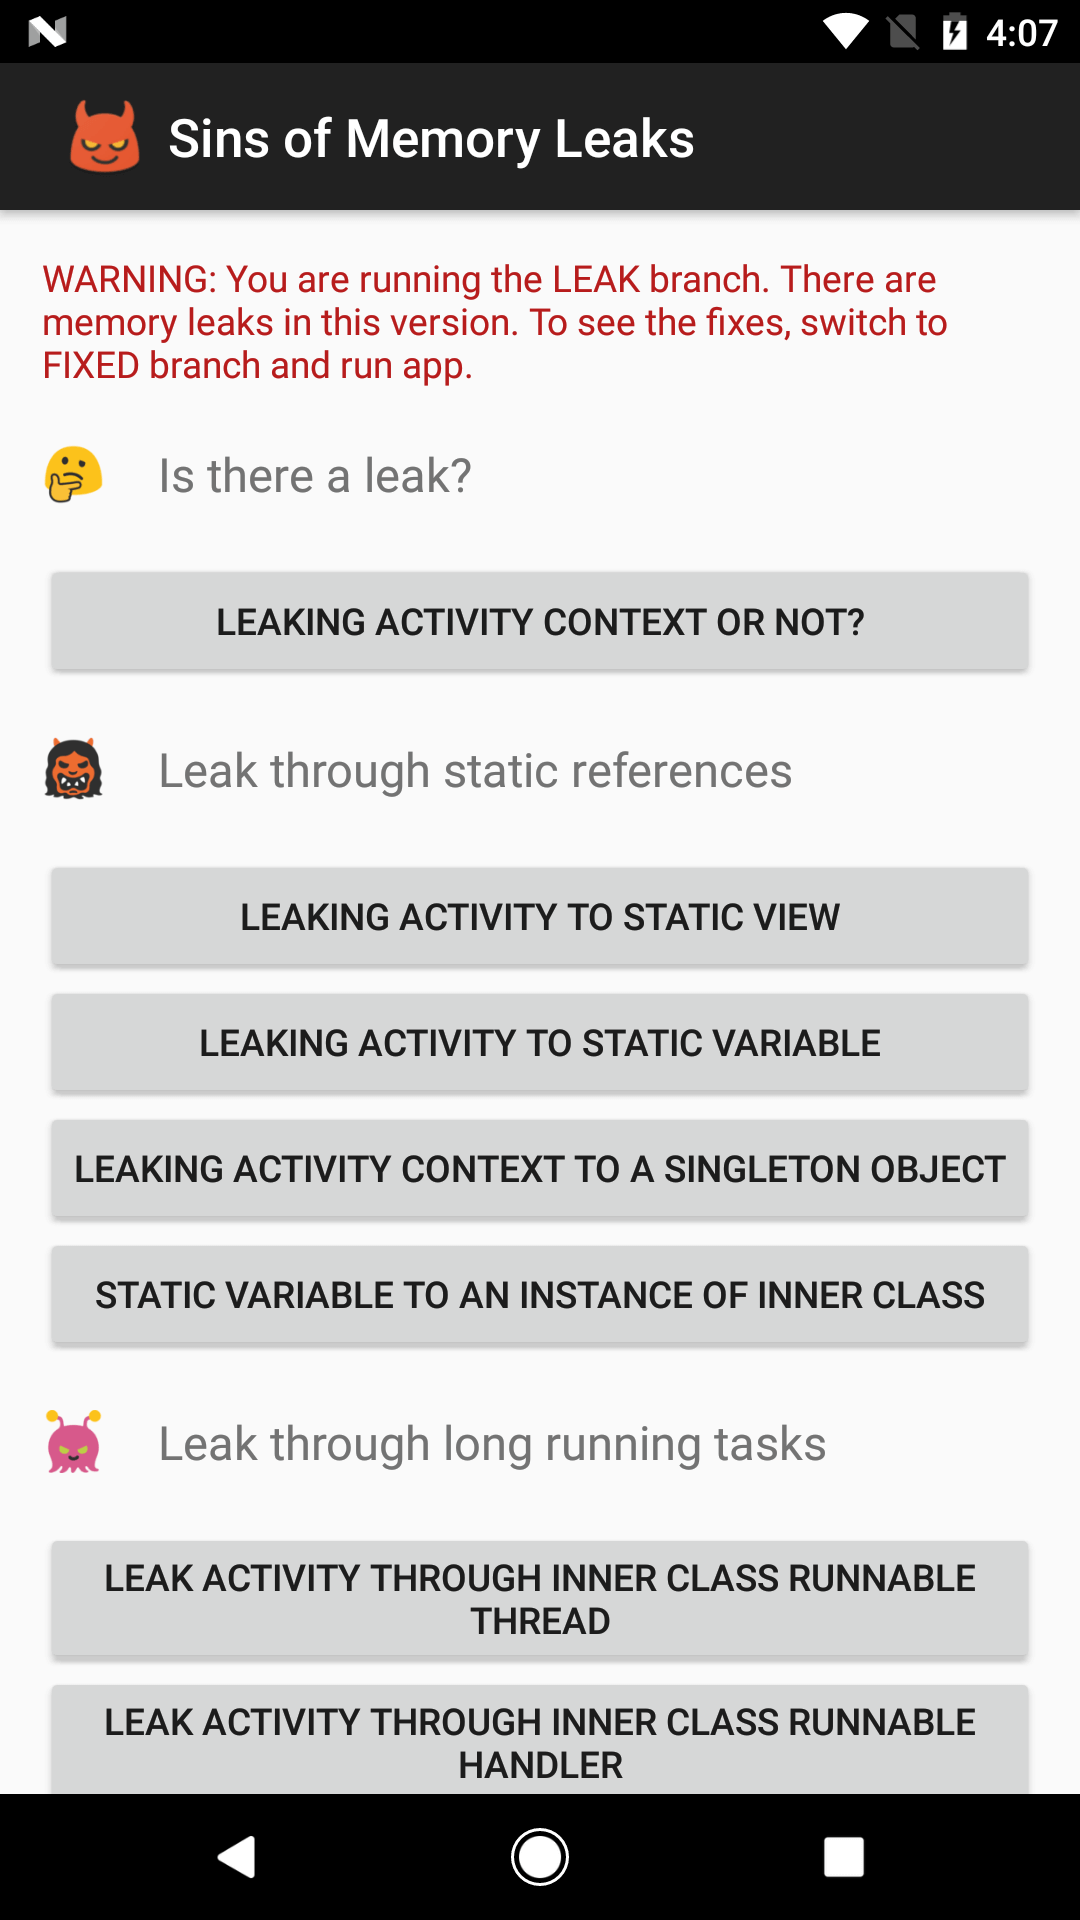 4:07
Sins of Memory Leaks
WARNING: You are running the LEAK branch. There are
memory leaks in this version. To see the fixes, switch to
FIXED branch and run app.
Is there a leak?
LEAKING ACTIVITY CONTEXT OR NOT?
Leak through static references
LEAKING ACTIVITY TO STATIC VIEW
LEAKING ACTIVITY TO STATIC VARIABLE
LEAKING ACTIVITY CONTEXT TO A SINGLETON OBJECT
STATIC VARIABLE TO AN INSTANCE OF INNER CLASS
Leak through long running tasks
LEAK ACTIVITY THROUGH INNER CLASS RUNNABLE
THREAD
LEAK ACTIVITY THROUGH INNER CLASS RUNNABLE
HANDLER